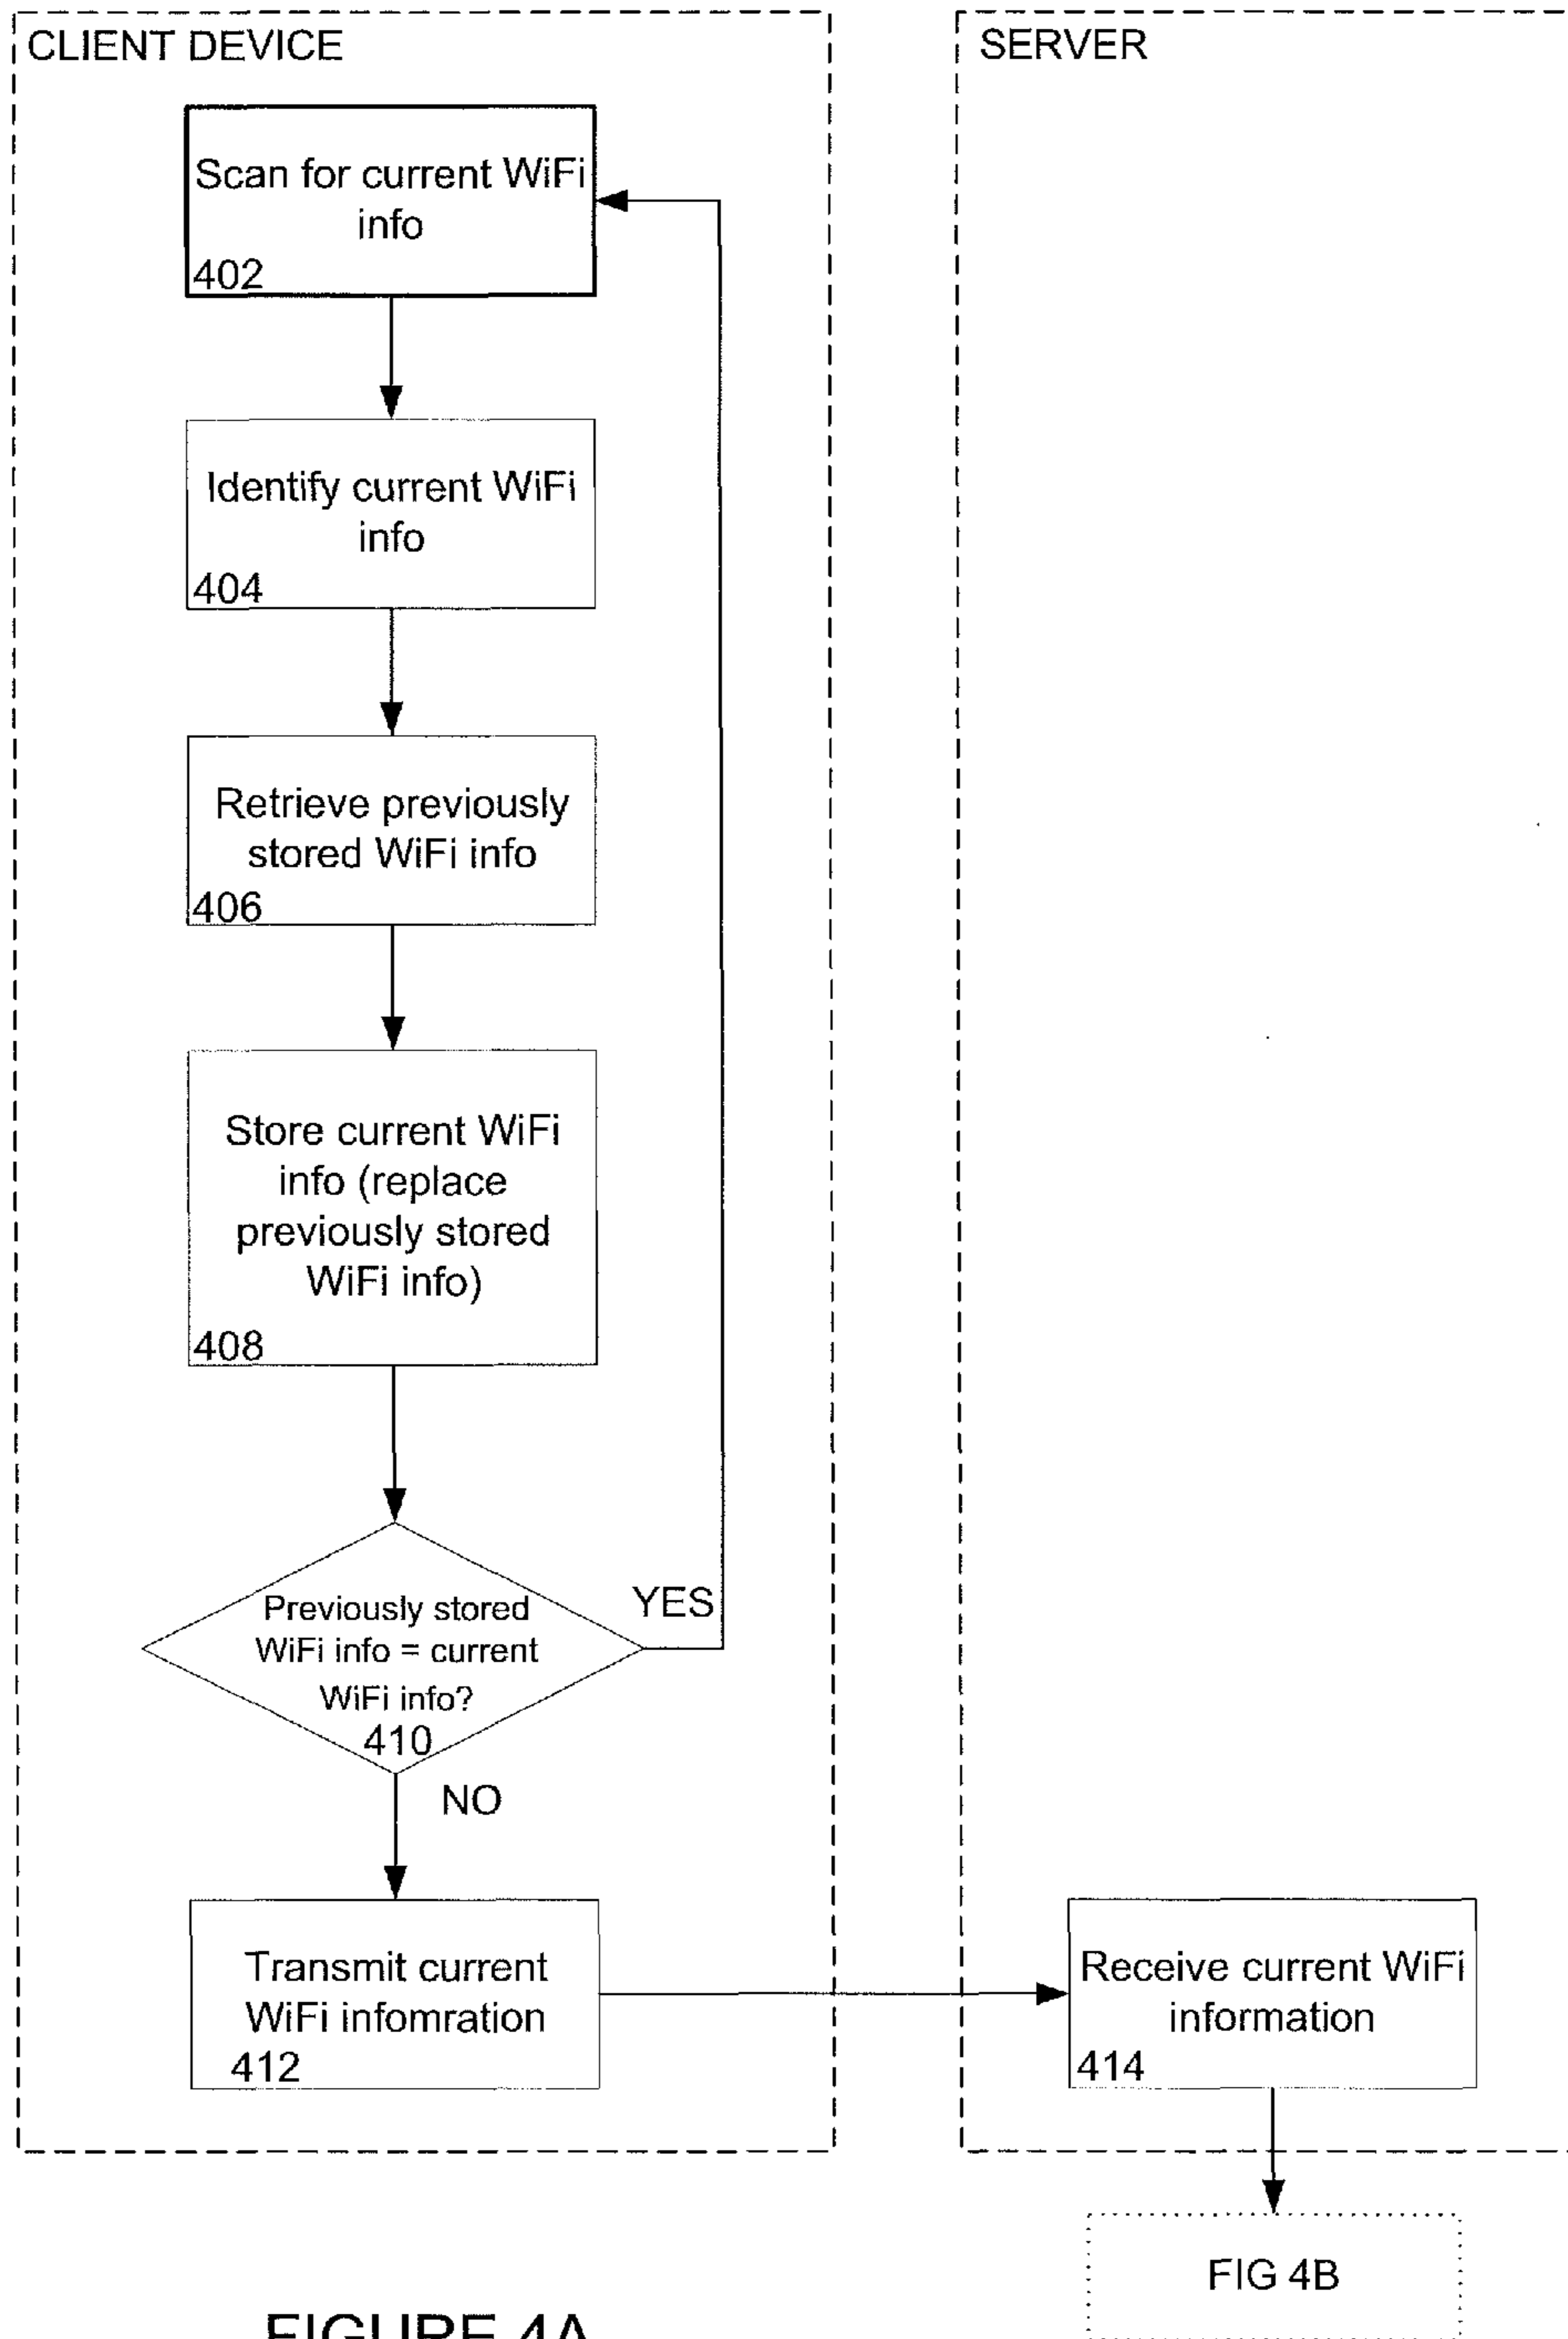 CLIENT DEVICE
Scan for current WiFi
info
402
Identify current WiFi
info
404
Retrieve previously
stored WiFi info
406
Store current WiFi
info (replace
previously stored
WiFi info)
408
Previously stored
WiFi info = current
WiFi info?
410
YES
NO
Transmit current
WiFi infomration
412
SERVER
Receive current WiFi
information
414
FIG 4B
FIGURE 4A